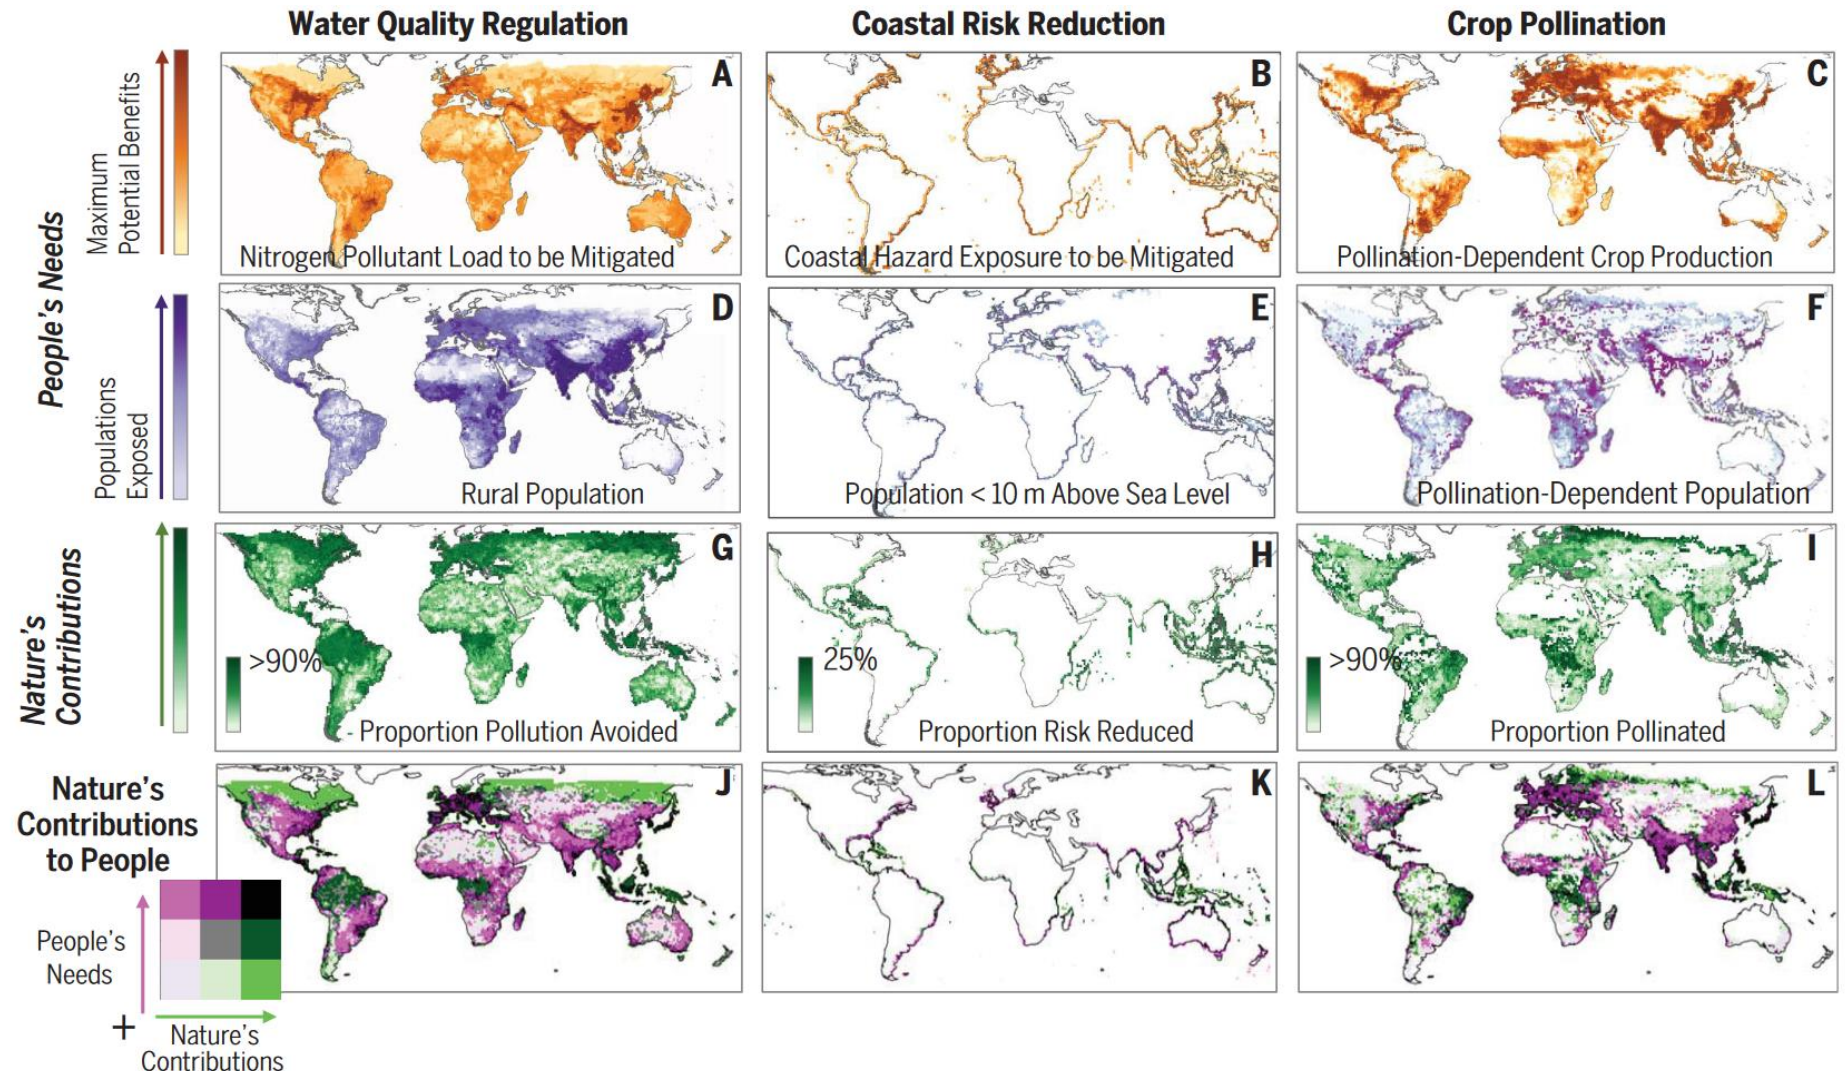 Water Quality Regulation
Coastal Risk Reduction
Crop Pollination
People's Needs
Maximum
Potential Benefits
A
Nitrogen Pollutant Load to be Mitigated
B
Coastal Hazard Exposure to be Mitigated
C
Pollination-Dependent Crop Production
Populations
Exposed
D
Rural Population
E
Population < 10 m Above Sea Level
F
Pollination-Dependent Population
Nature's
Contributions
G
>90%
- Proportion Pollution Avoided
H
25%
Proportion Risk Reduced
I
>90%
Proportion Pollinated
Nature's
Contributions
to People
J
K
L
People's
Needs
+
Nature's
Contributions